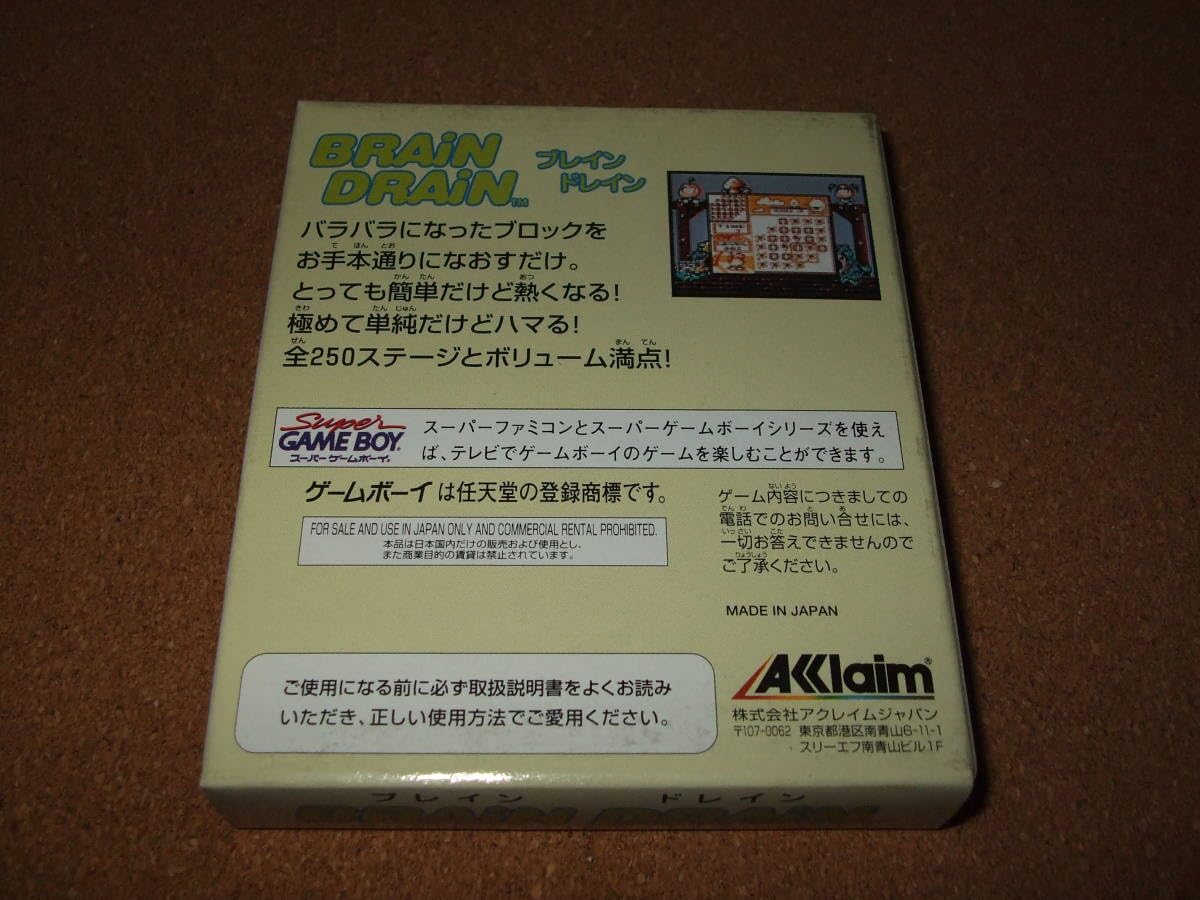 BRAiN
DRAiN™
ブレイン
ドレイン
バラバラになったブロックを
お手本通りになおすだけ。
とっても簡単だけど熱くなる!
極めて単純だけどハマる!
全250ステージとボリューム満点!
Super
GAME BOY
スーパーゲームボーイ
スーパーファミコンとスーパーゲームボーイシリーズを使え
ば、テレビでゲームボーイのゲームを楽しむことができます。
ゲームボーイは任天堂の登録商標です。
FOR SALE AND USE IN JAPAN ONLY AND COMMERCIAL RENTAL PROHIBITED.
本品は日本国内だけの販売および使用とし、
また商業目的の賃貸は禁止されています。
ゲーム内容につきましての
電話でのお問い合せには、
一切お答えできませんので
ご了承ください。
MADE IN JAPAN
ご使用になる前に必ず取扱説明書をよくお読み
いただき、正しい使用方法でご愛用ください。
AKKlaim®
株式会社アクレイムジャパン
〒107-0062 東京都港区南青山6-11-1
スリーエフ南青山ビル1F
ブレイン ドレイン
BRAiN DRAiN